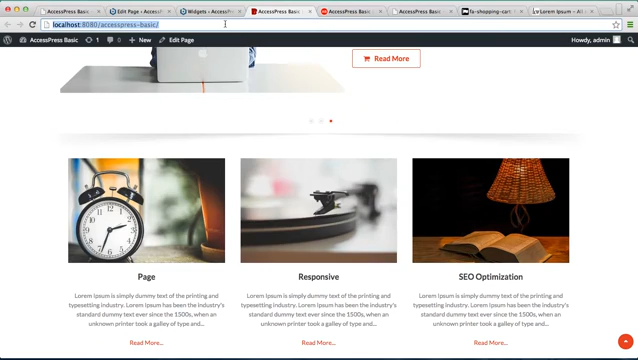 AccessPress Basic
Edit Page ‹ AccessPre
Widgets ‹ AccessPre
AccessPress Basic
AccessPress Basic
AccessPress Basic
fa-shopping-cart
Lorem Ipsum - All
localhost:8080/accesspress-basic/
AccessPress Basic
1
+ New
Edit Page
Howdy, admin
Read More
Page
Responsive
SEO Optimization
Lorem Ipsum is simply dummy text of the printing and
typesetting industry. Lorem Ipsum has been the industry's
standard dummy text ever since the 1500s, when an
unknown printer took a galley of type and...
Lorem Ipsum is simply dummy text of the printing and
typesetting industry. Lorem Ipsum has been the industry's
standard dummy text ever since the 1500s, when an
unknown printer took a galley of type and...
Lorem Ipsum is simply dummy text of the printing and
typesetting industry. Lorem Ipsum has been the industry's
standard dummy text ever since the 1500s, when an
unknown printer took a galley of type and...
Read More...
Read More...
Read More...